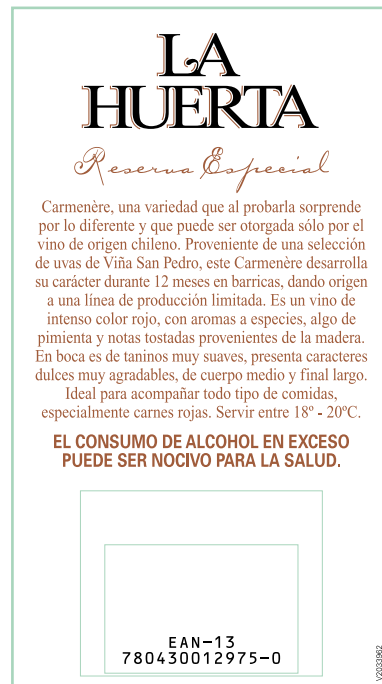 LA
HUERTA
Reserva Especial
Carmenère, una variedad que al probarla sorprende
por lo diferente y que puede ser otorgada sólo por el
vino de origen chileno. Proveniente de una selección
de uvas de Viña San Pedro, este Carmenère desarrolla
su carácter durante 12 meses en barricas, dando origen
a una línea de producción limitada. Es un vino de
intenso color rojo, con aromas a especies, algo de
pimienta y notas tostadas provenientes de la madera.
En boca es de taninos muy suaves, presenta caracteres
dulces muy agradables, de cuerpo medio y final largo.
Ideal para acompañar todo tipo de comidas,
especialmente carnes rojas. Servir entre 18º - 20ºC.
EL CONSUMO DE ALCOHOL EN EXCESO
PUEDE SER NOCIVO PARA LA SALUD.
EAN-13
780430012975-0
V2033962